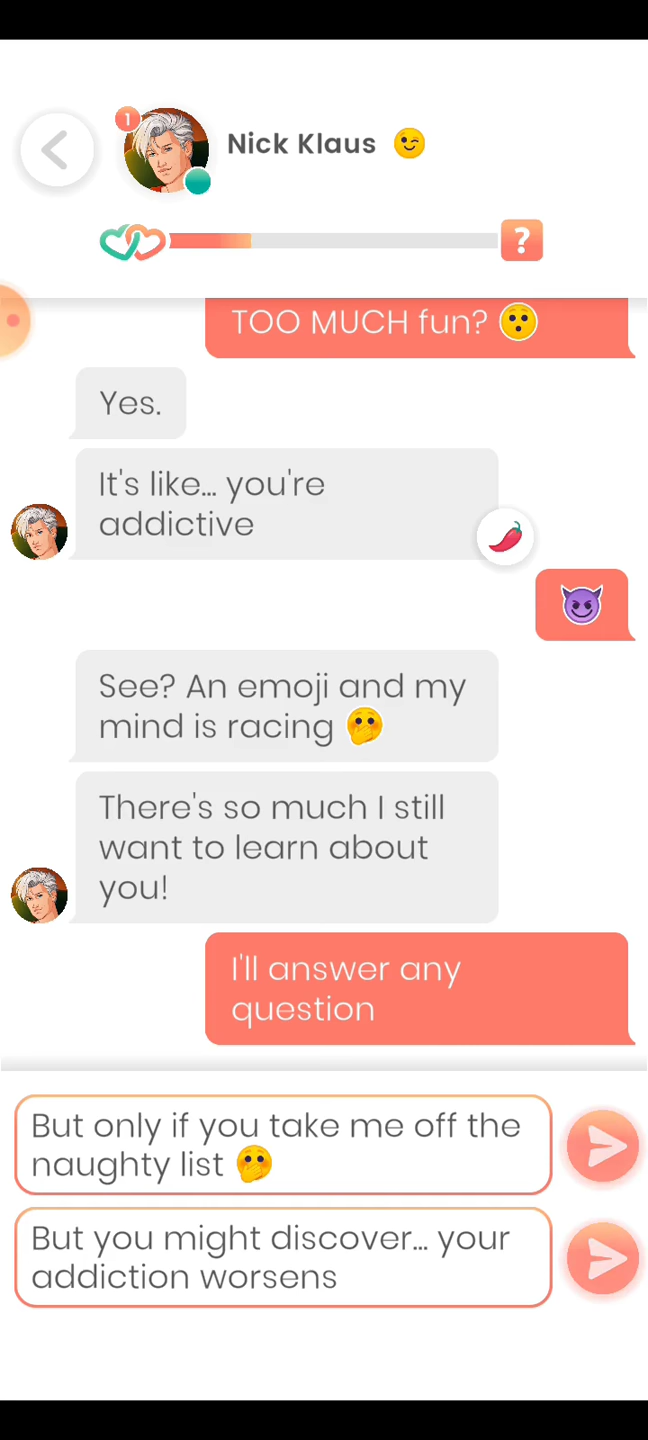 1
Nick Klaus 😉
?
TOO MUCH fun? 😯
Yes.
It's like... you're
addictive
😈
See? An emoji and my
mind is racing 🤭
There's so much I still
want to learn about
you!
I'll answer any
question
But only if you take me off the
naughty list 🤭
But you might discover... your
addiction worsens